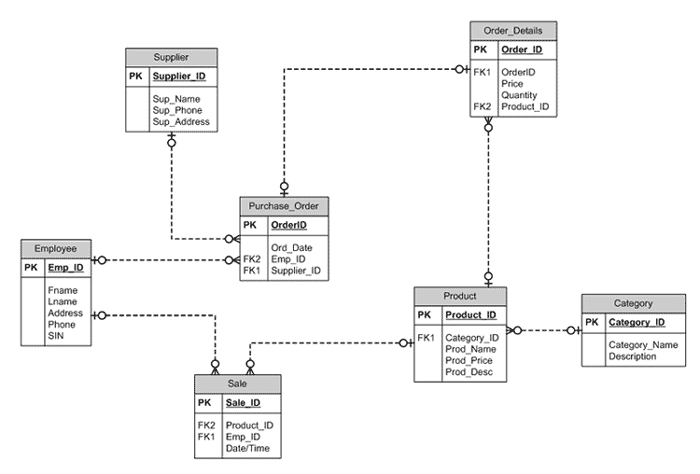 Order_Details
PK Order_ID
FK1 OrderID
Price
Quantity
FK2 Product_ID
Supplier
PK Supplier_ID
Sup_Name
Sup_Phone
Sup_Address
Purchase_Order
PK OrderID
Ord_Date
FK2 Emp_ID
FK1 Supplier_ID
Employee
PK Emp_ID
Fname
Lname
Address
Phone
SIN
Product
PK Product_ID
FK1 Category_ID
Prod_Name
Prod_Price
Prod_Desc
Category
PK Category_ID
Category_Name
Description
Sale
PK Sale_ID
FK2 Product_ID
FK1 Emp_ID
Date/Time